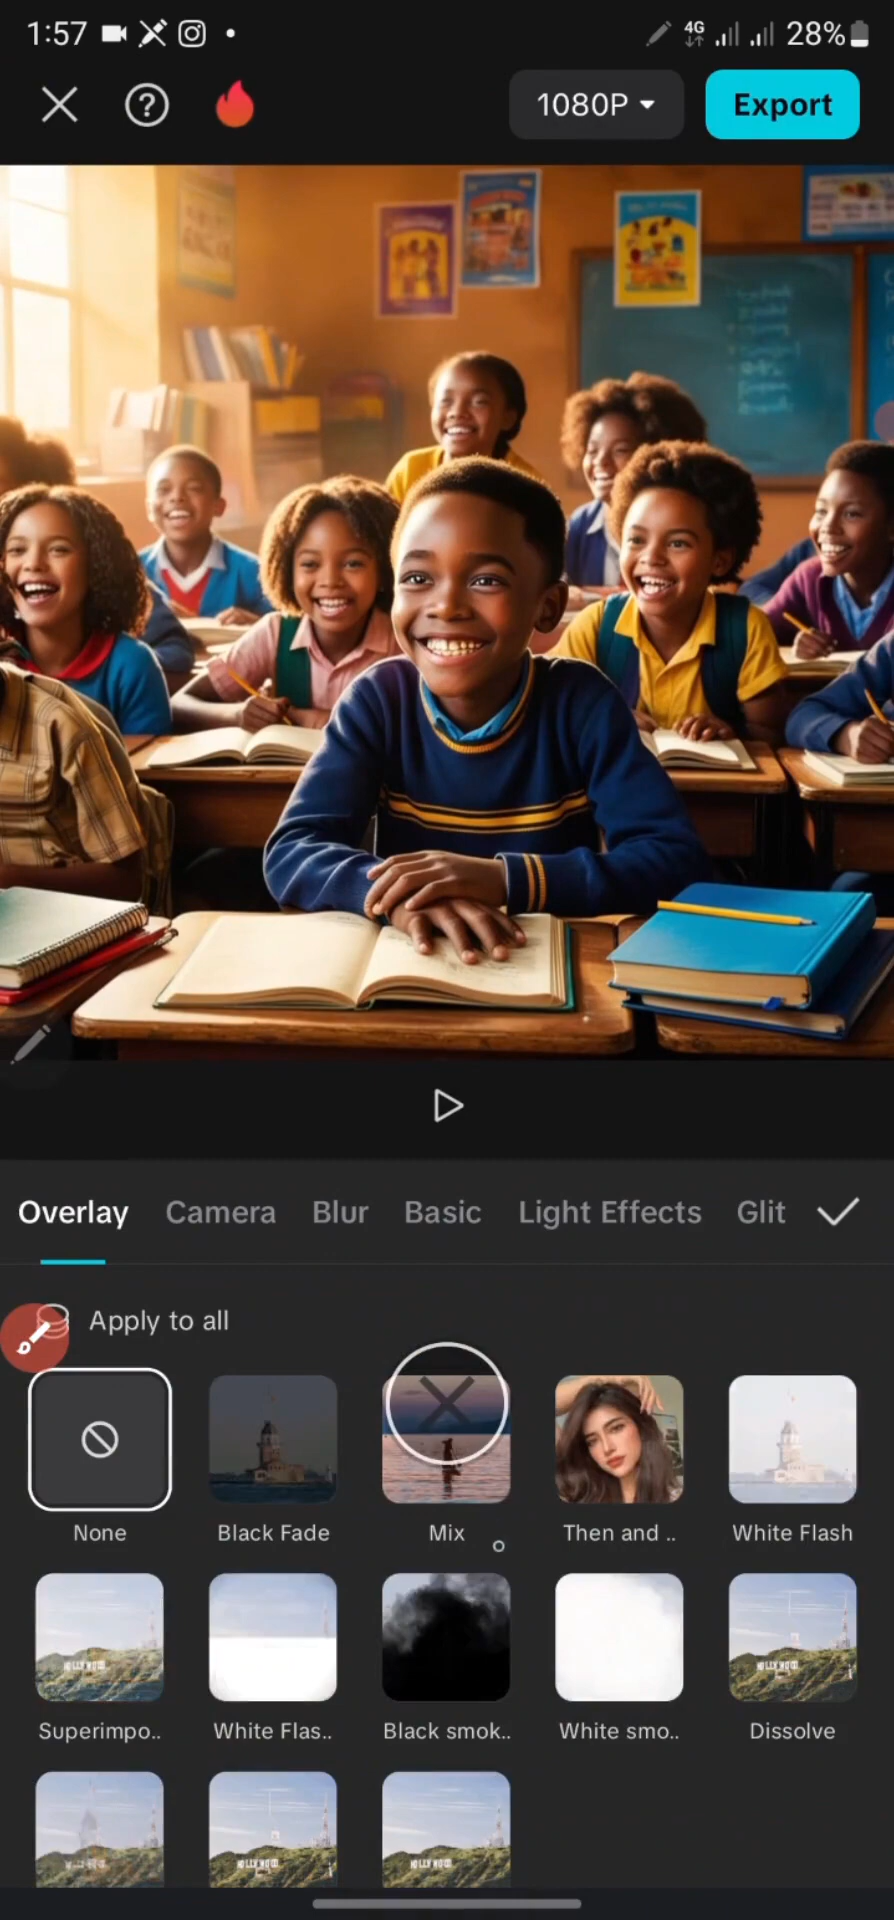 1:57
4G
28%
1080P
Export
Overlay Camera Blur Basic Light Effects Glit
Apply to all
None Black Fade Mix Then and .. White Flash
Superimpo.. White Flas.. Black smok.. White smo.. Dissolve